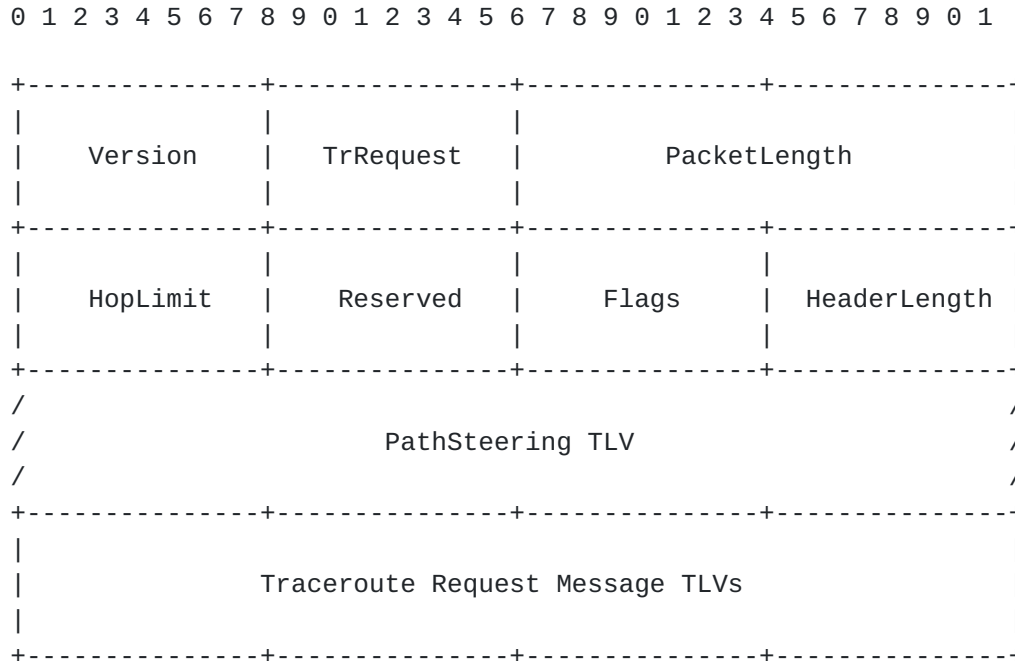 0 1 2 3 4 5 6 7 8 9 0 1 2 3 4 5 6 7 8 9 0 1 2 3 4 5 6 7 8 9 0 1
+---------------+---------------+---------------+---------------+
| | |
| Version | TrRequest | PacketLength
| | |
+---------------+---------------+---------------+---------------+
| | | |
| HopLimit | Reserved | Flags | HeaderLength
| | | |
+---------------+---------------+---------------+---------------+
/ /
/ PathSteering TLV /
/ /
+---------------+---------------+---------------+---------------+
|
| Traceroute Request Message TLVs
|
+---------------+---------------+---------------+---------------+